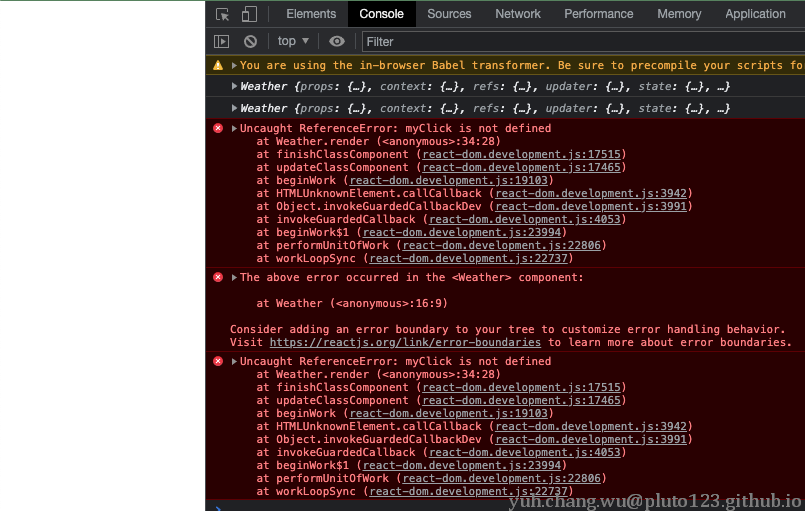 Elements Console Sources Network Performance Memory Application
top ▼ Filter
You are using the in-browser Babel transformer. Be sure to precompile your scripts fo
Weather {props: {…}, context: {…}, refs: {…}, updater: {…}, state: {…}, …}
Weather {props: {…}, context: {…}, refs: {…}, updater: {…}, state: {…}, …}
Uncaught ReferenceError: myClick is not defined
at Weather.render (<anonymous>:34:28)
at finishClassComponent (react-dom.development.js:17515)
at updateClassComponent (react-dom.development.js:17465)
at beginWork (react-dom.development.js:19103)
at HTMLUnknownElement.callCallback (react-dom.development.js:3942)
at Object.invokeGuardedCallbackDev (react-dom.development.js:3991)
at invokeGuardedCallback (react-dom.development.js:4053)
at beginWork$1 (react-dom.development.js:23994)
at performUnitOfWork (react-dom.development.js:22806)
at workLoopSync (react-dom.development.js:22737)
The above error occurred in the <Weather> component:
at Weather (<anonymous>:16:9)
Consider adding an error boundary to your tree to customize error handling behavior.
Visit https://reactjs.org/link/error-boundaries to learn more about error boundaries.
Uncaught ReferenceError: myClick is not defined
at Weather.render (<anonymous>:34:28)
at finishClassComponent (react-dom.development.js:17515)
at updateClassComponent (react-dom.development.js:17465)
at beginWork (react-dom.development.js:19103)
at HTMLUnknownElement.callCallback (react-dom.development.js:3942)
at Object.invokeGuardedCallbackDev (react-dom.development.js:3991)
at invokeGuardedCallback (react-dom.development.js:4053)
at beginWork$1 (react-dom.development.js:23994)
at performUnitOfWork (react-dom.development.js:22806)
at workLoopSync (react-dom.development.js:22737)
yuh.chang.wu@pluto123.github.io